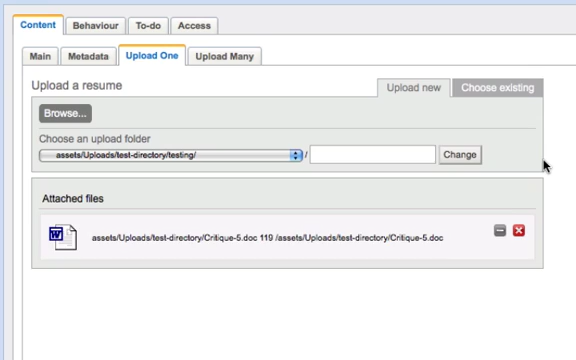 Content Behaviour To-do Access
Main Metadata Upload One Upload Many
Upload a resume Upload new Choose existing
Browse...
Choose an upload folder
assets/Uploads/test-directory/testing/ / Change
Attached files
W assets/Uploads/test-directory/Critique-5.doc 119 /assets/Uploads/test-directory/Critique-5.doc